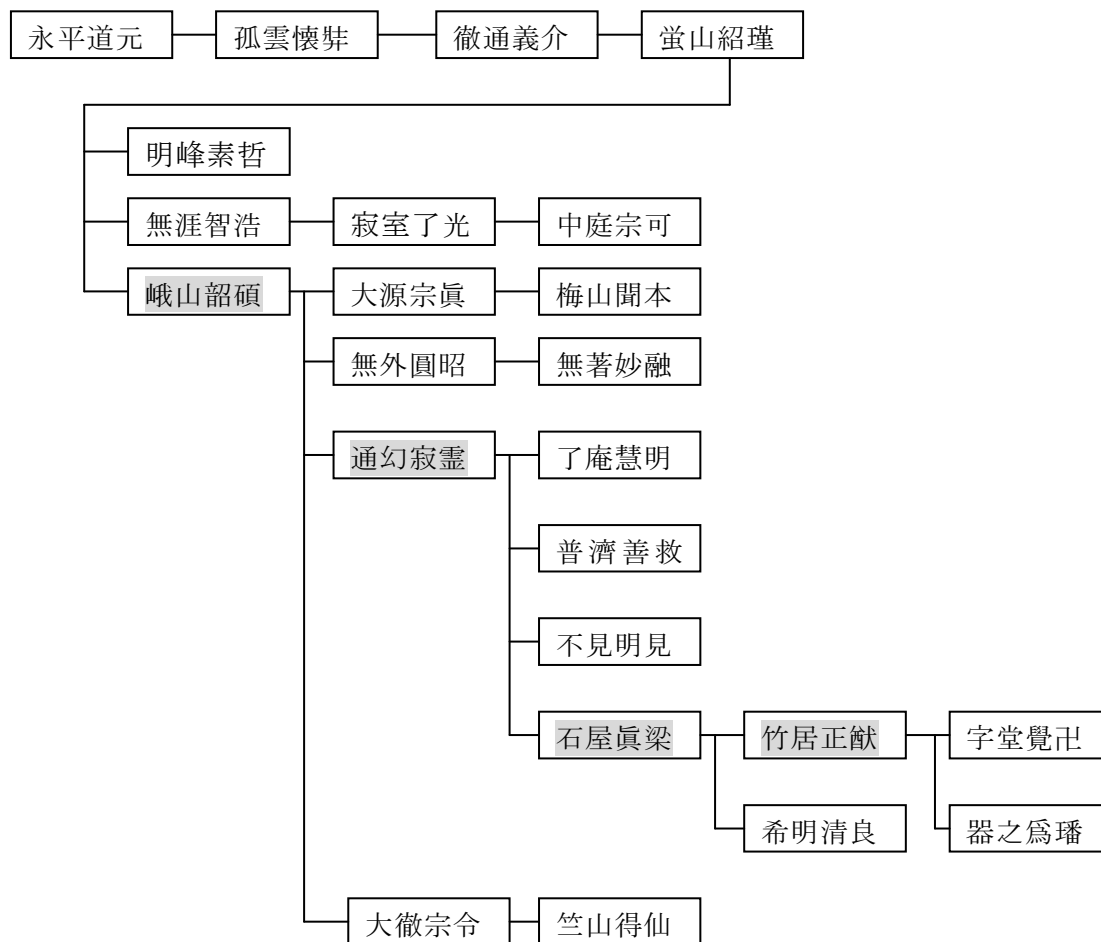 永平道元 孤雲懐弉 徹通義介 蛍山紹瑾
明峰素哲
無涯智浩 寂室了光 中庭宗可
峨山韶碩 大源宗眞 梅山聞本
無外圓昭 無著妙融
通幻寂霊 了庵慧明
普濟善救
不見明見
石屋眞梁 竹居正猷 字堂覺卍
希明清良 器之爲璠
大徹宗令 竺山得仙